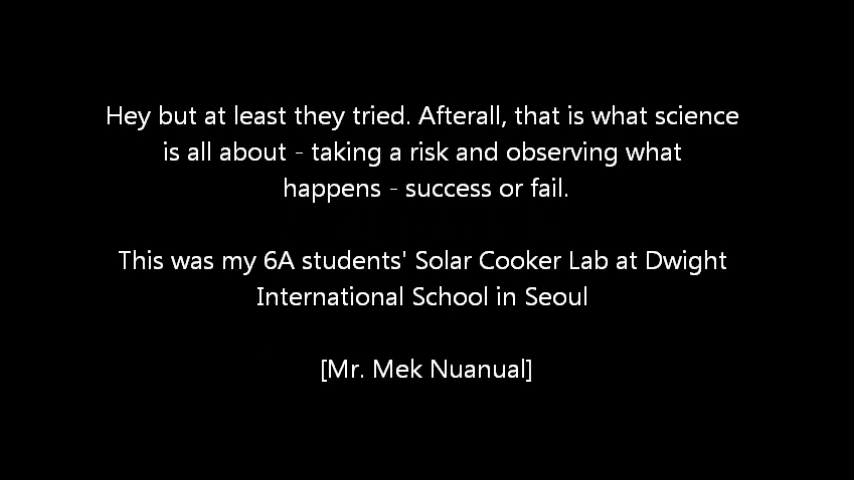 Hey but at least they tried. Afterall, that is what science
is all about - taking a risk and observing what
happens - success or fail.
This was my 6A students' Solar Cooker Lab at Dwight
International School in Seoul
[Mr. Mek Nuanual]